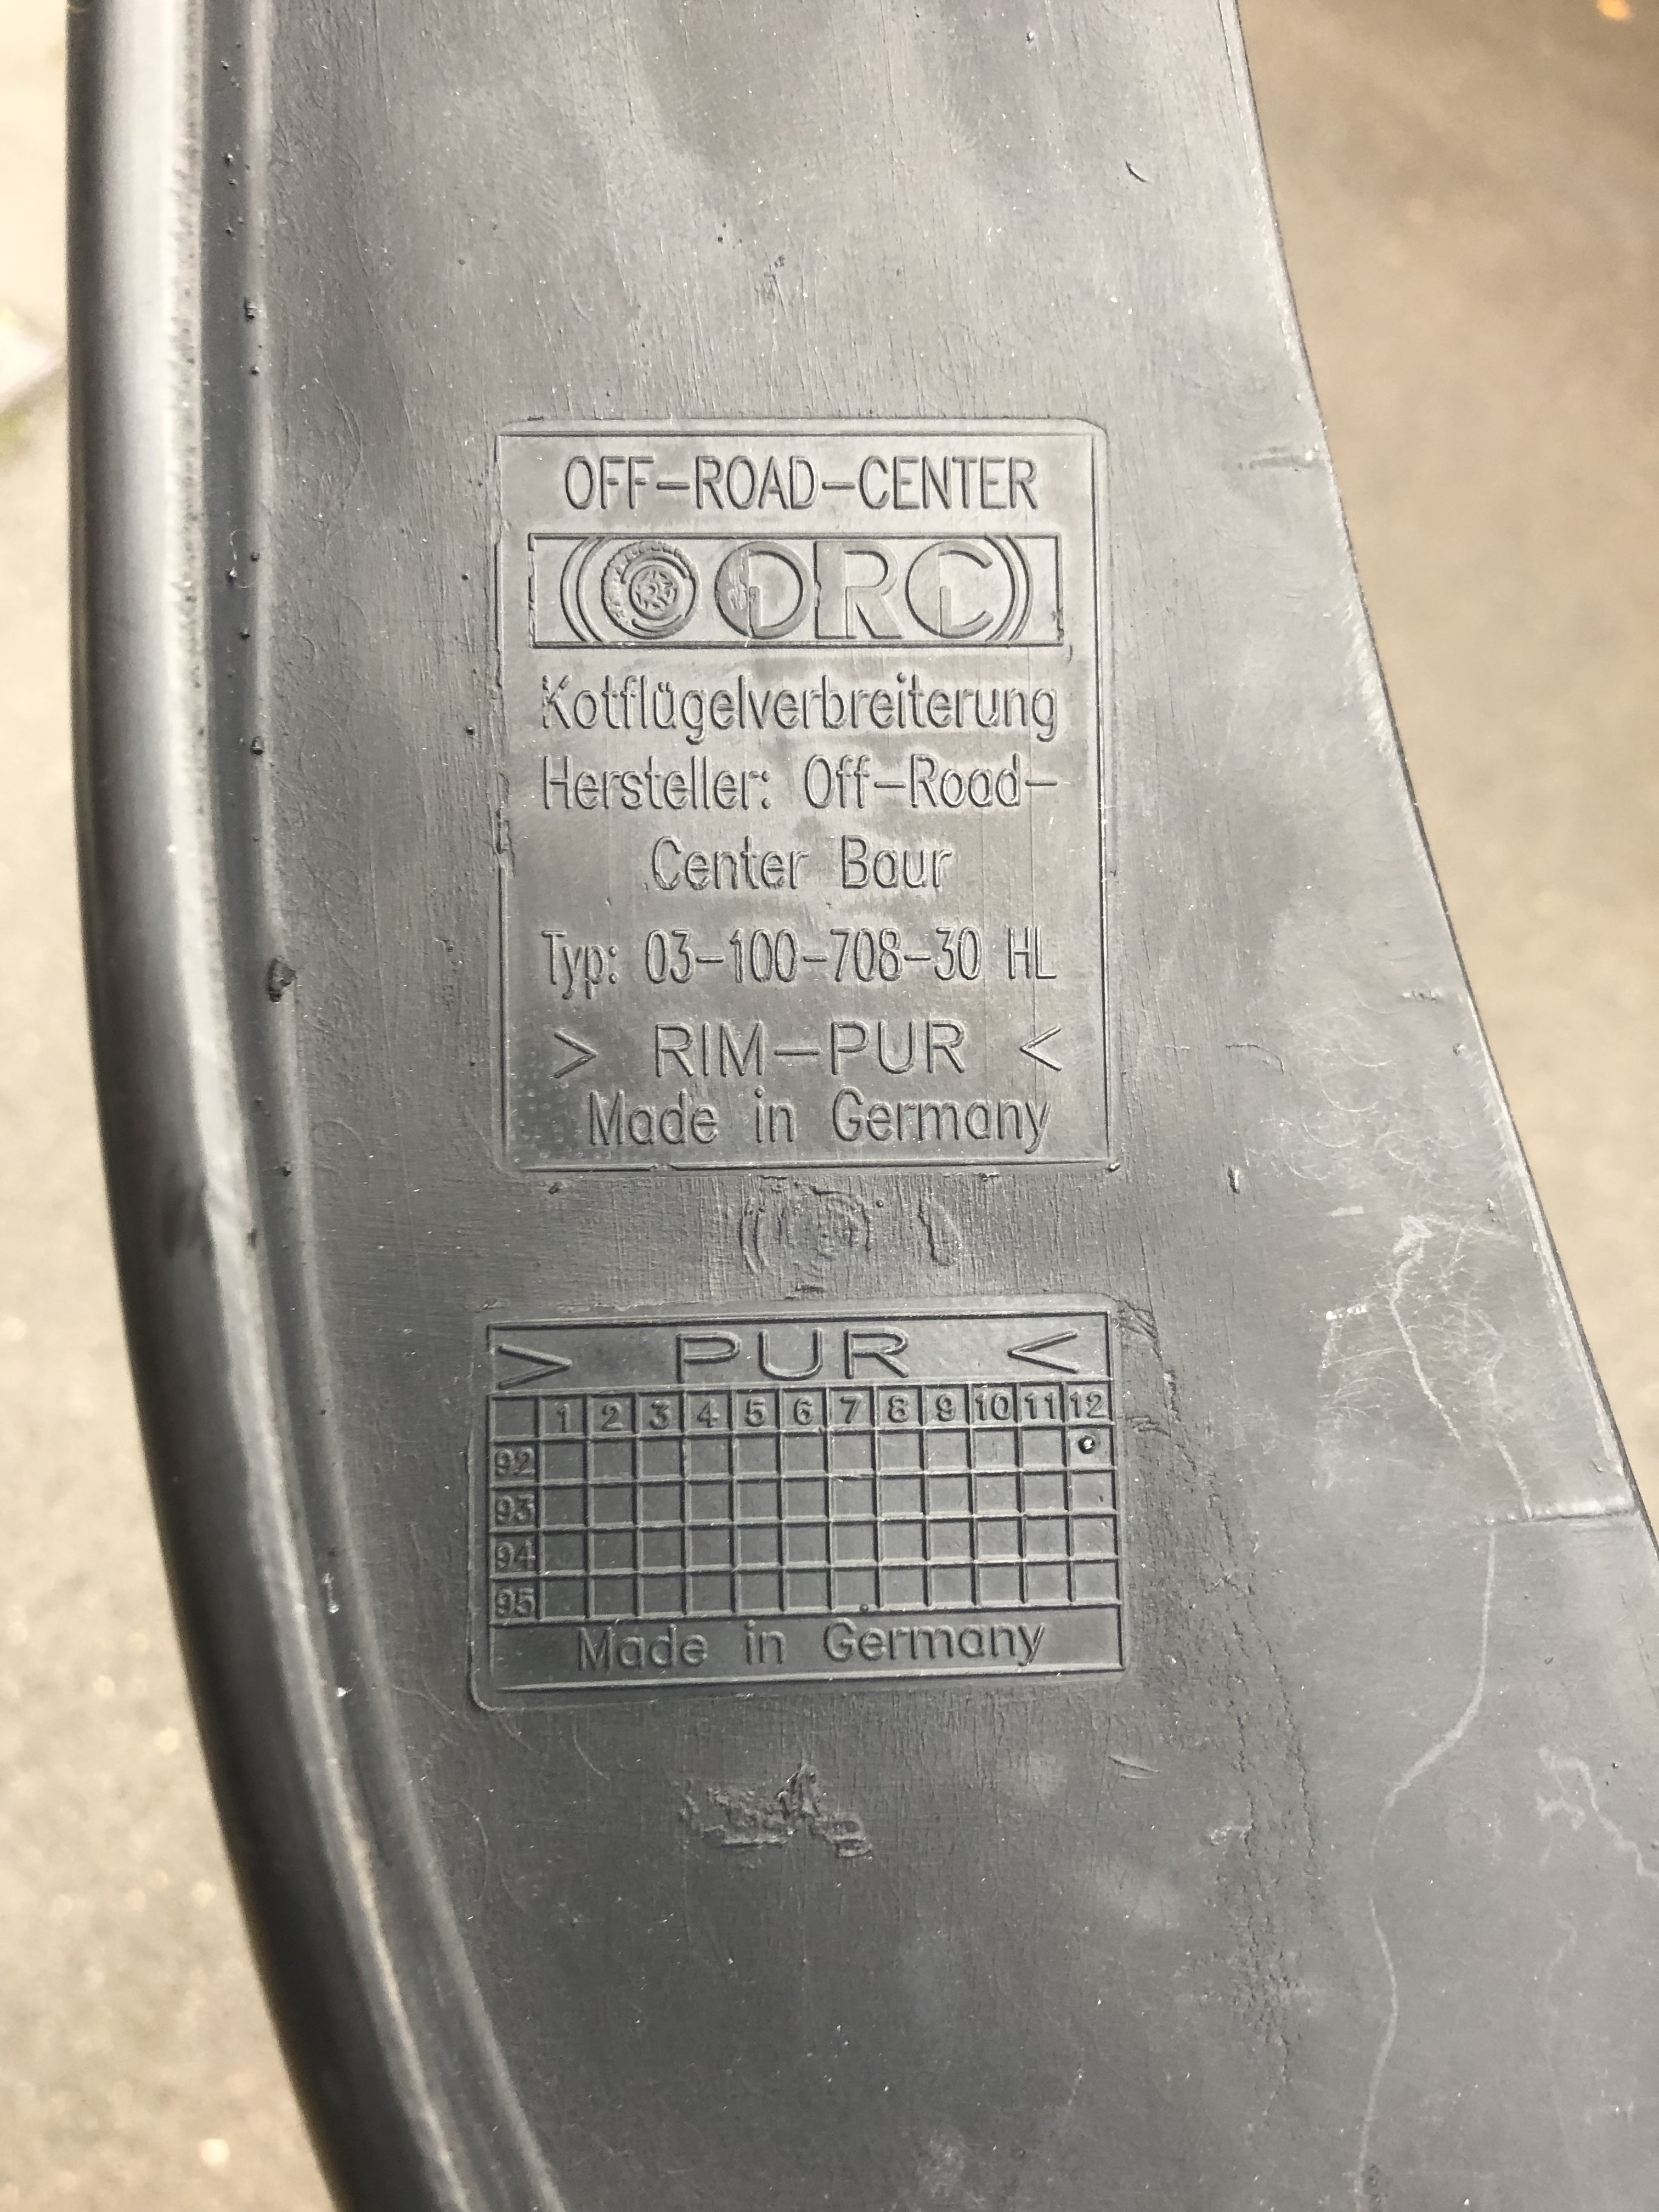 OFF-ROAD-CENTER
ORC
Kotflügelverbreiterung
Hersteller: Off-Road-
Center Baur
Typ: 03-100-708-30 HL
> RIM-PUR <
Made in Germany
> PUR <
1 2 3 4 5 6 7 8 9 10 11 12
92
93
94
95
Made in Germany